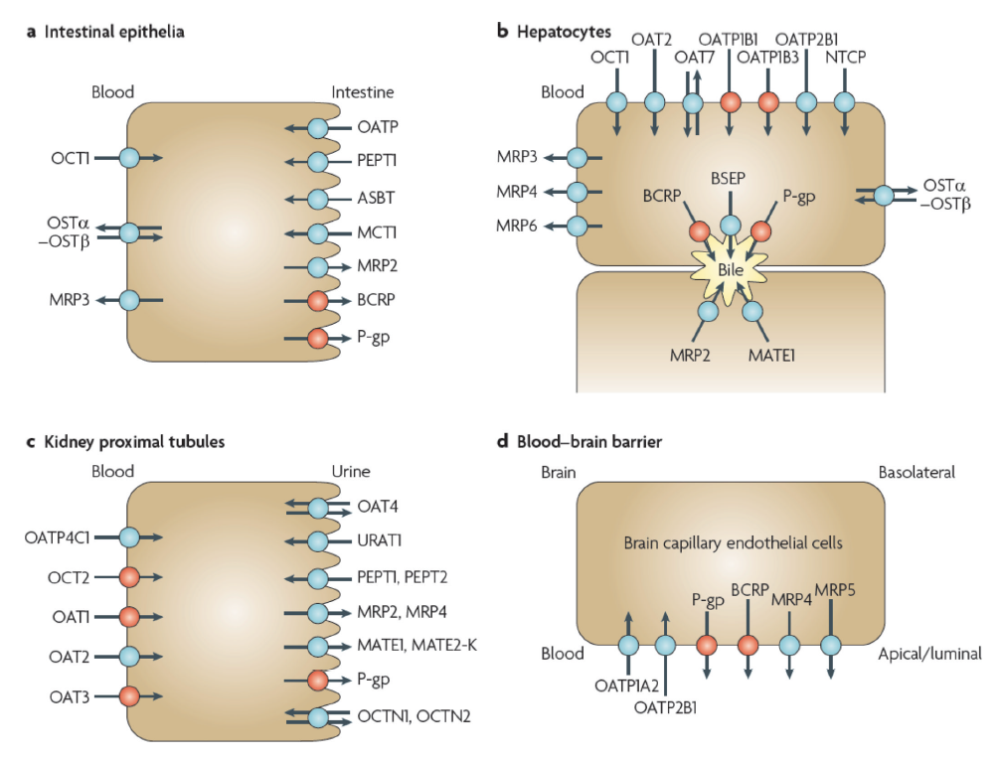 a Intestinal epithelia
Blood
Intestine
OCT1
OSTα
–OSTβ
MRP3
OATP
PEPT1
ASBT
MCT1
MRP2
BCRP
P-gp
b Hepatocytes
Blood
OCT1
OAT2
OAT7
OATP1B1
OATP1B3
OATP2B1
NTCP
MRP3
MRP4
MRP6
BCRP
BSEP
P-gp
OSTα
–OSTβ
Bile
MRP2
MATE1
c Kidney proximal tubules
Blood
Urine
OATP4C1
OCT2
OAT1
OAT2
OAT3
OAT4
URAT1
PEPT1, PEPT2
MRP2, MRP4
MATE1, MATE2-K
P-gp
OCTN1, OCTN2
d Blood–brain barrier
Brain
Basolateral
Brain capillary endothelial cells
P-gp
BCRP
MRP4
MRP5
Blood
Apical/luminal
OATP1A2
OATP2B1